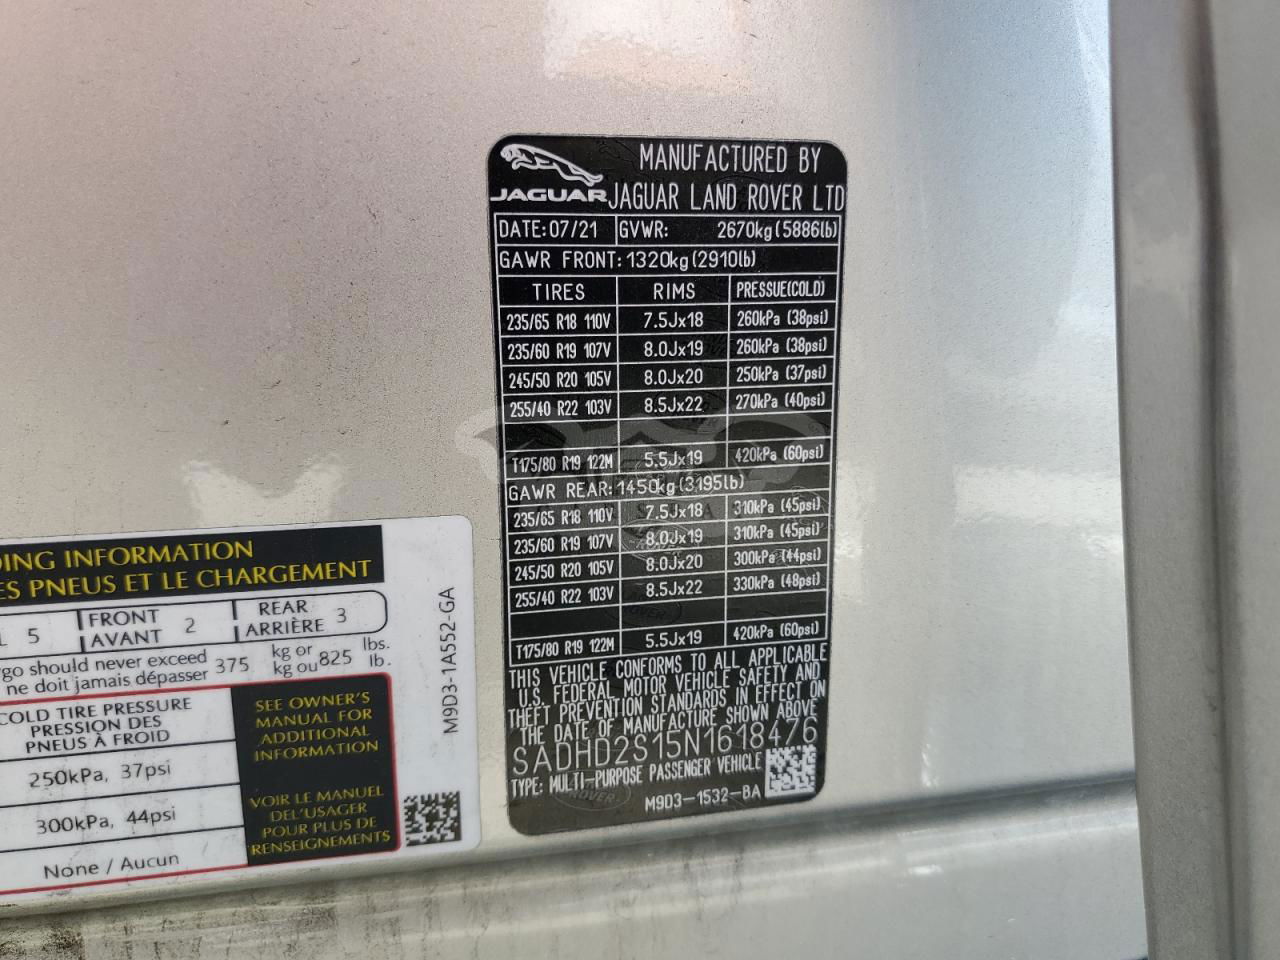 JAGUAR
MANUFACTURED BY
JAGUAR LAND ROVER LTD
DATE:07/21 GVWR: 2670kg(5886lb)
GAWR FRONT:1320kg(2910lb)
TIRES RIMS PRESSUE(COLD)
235/65 R18 110V 7.5Jx18 260kPa (38psi)
235/60 R19 107V 8.0Jx19 260kPa (38psi)
245/50 R20 105V 8.0Jx20 250kPa (37psi)
255/40 R22 103V 8.5Jx22 270kPa (40psi)
T175/80 R19 122M 5.5Jx19 420kPa (60psi)
GAWR REAR:1450kg(3195lb)
235/65 R18 110V 7.5Jx18 310kPa (45psi)
235/60 R19 107V 8.0Jx19 310kPa (45psi)
245/50 R20 105V 8.0Jx20 300kPa (44psi)
255/40 R22 103V 8.5Jx22 330kPa (48psi)
T175/80 R19 122M 5.5Jx19 420kPa (60psi)
THIS VEHICLE CONFORMS TO ALL APPLICABLE
U.S. FEDERAL MOTOR VEHICLE SAFETY AND
THEFT PREVENTION STANDARDS IN EFFECT ON
THE DATE OF MANUFACTURE SHOWN ABOVE
SADHD2S15N1618476
TYPE: MULTI-PURPOSE PASSENGER VEHICLE
M9D3-1532-BA
DING INFORMATION
ES PNEUS ET LE CHARGEMENT
L 5 FRONT AVANT 2 REAR ARRIÈRE 3
rgo should never exceed 375 kg or 825 lbs.
ne doit jamais dépasser kg ou lb.
COLD TIRE PRESSURE
PRESSION DES
PNEUS À FROID
250kPa, 37psi
300kPa, 44psi
None / Aucun
SEE OWNER'S
MANUAL FOR
ADDITIONAL
INFORMATION
VOIR LE MANUEL
DEL'USAGER
POUR PLUS DE
RENSEIGNEMENTS
M9D3-1A552-GA